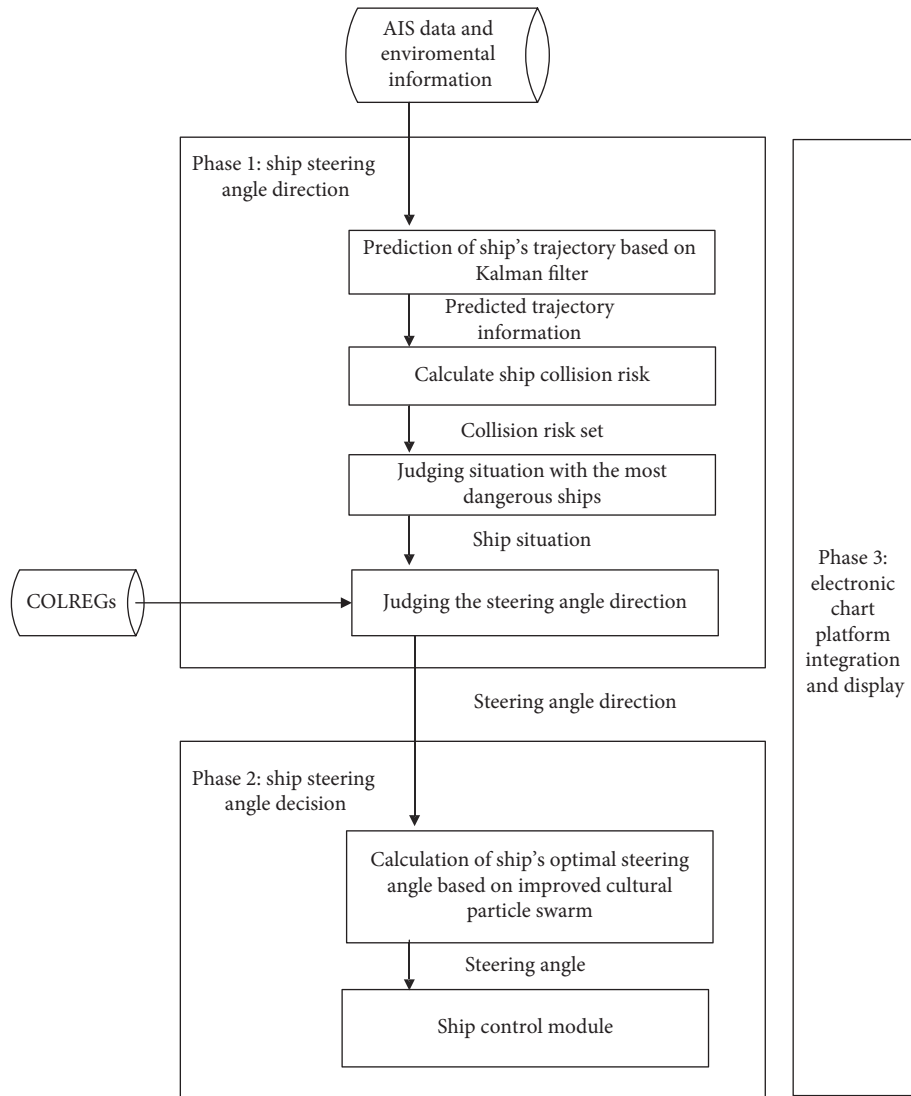 AIS data and
enviromental
information
Phase 1: ship steering
angle direction
Prediction of ship's trajectory based on
Kalman filter
Predicted trajectory
information
Calculate ship collision risk
Collision risk set
Judging situation with the most
dangerous ships
Ship situation
COLREGs
Judging the steering angle direction
Steering angle direction
Phase 2: ship steering
angle decision
Calculation of ship's optimal steering
angle based on improved cultural
particle swarm
Steering angle
Ship control module
Phase 3:
electronic
chart
platform
integration
and display